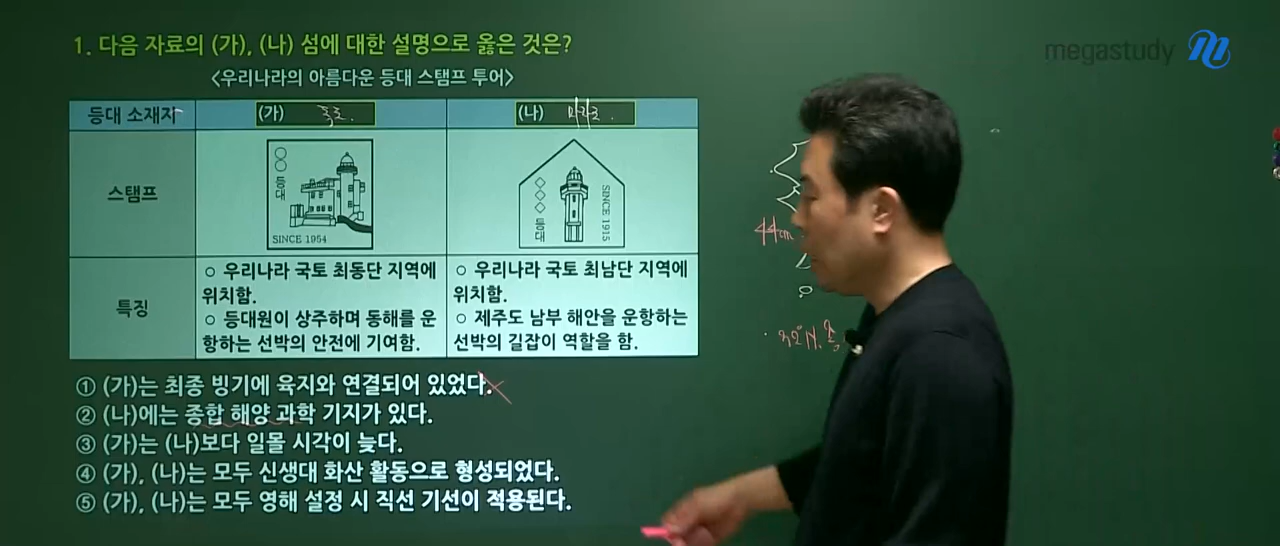 1. 다음 자료의 (가), (나) 섬에 대한 설명으로 옳은 것은?
megastudy
<우리나라의 아름다운 등대 스탬프 투어>
등대 소재지
(가) 독도.
(나) 마라도.
스탬프
○○등대
SINCE 1954
◇◇◇등대
SINCE 1915
특징
○ 우리나라 국토 최동단 지역에
위치함.
○ 등대원이 상주하며 동해를 운
항하는 선박의 안전에 기여함.
○ 우리나라 국토 최남단 지역에
위치함.
○ 제주도 남부 해안을 운항하는
선박의 길잡이 역할을 함.
44cm
① (가)는 최종 빙기에 육지와 연결되어 있었다.
② (나)에는 종합 해양 과학 기지가 있다.
③ (가)는 (나)보다 일몰 시각이 늦다.
④ (가), (나)는 모두 신생대 화산 활동으로 형성되었다.
⑤ (가), (나)는 모두 영해 설정 시 직선 기선이 적용된다.